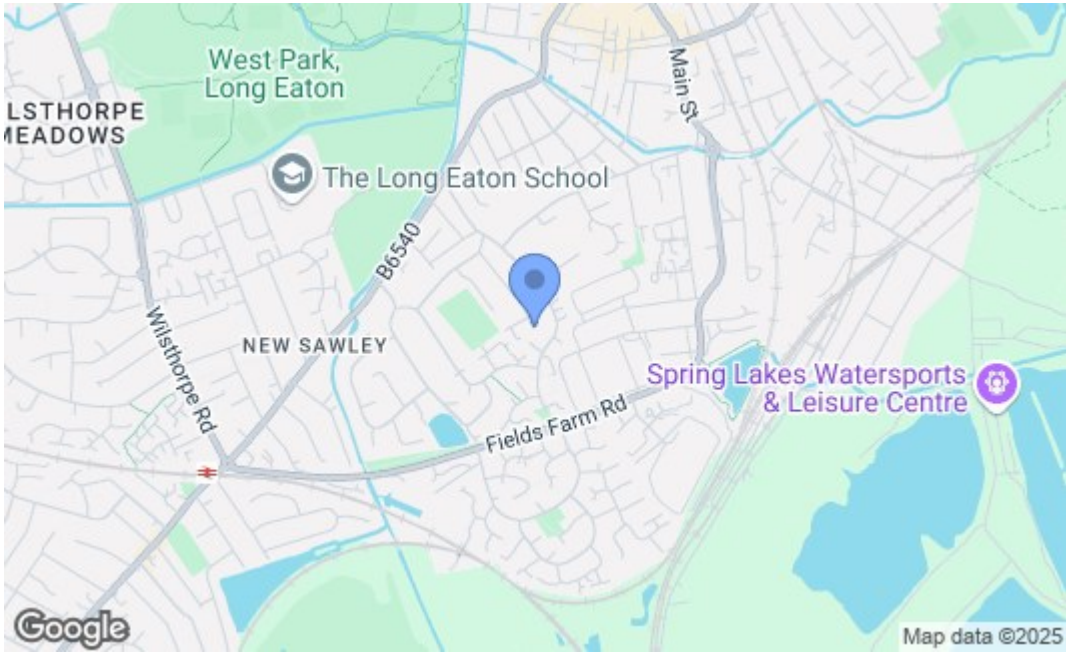 West Park,
Long Eaton
LSTHORPE
MEADOWS
Main St
The Long Eaton School
B6540
Wilsthorpe Rd
NEW SAWLEY
Spring Lakes Watersports
& Leisure Centre
Fields Farm Rd
Google
Map data ©2025